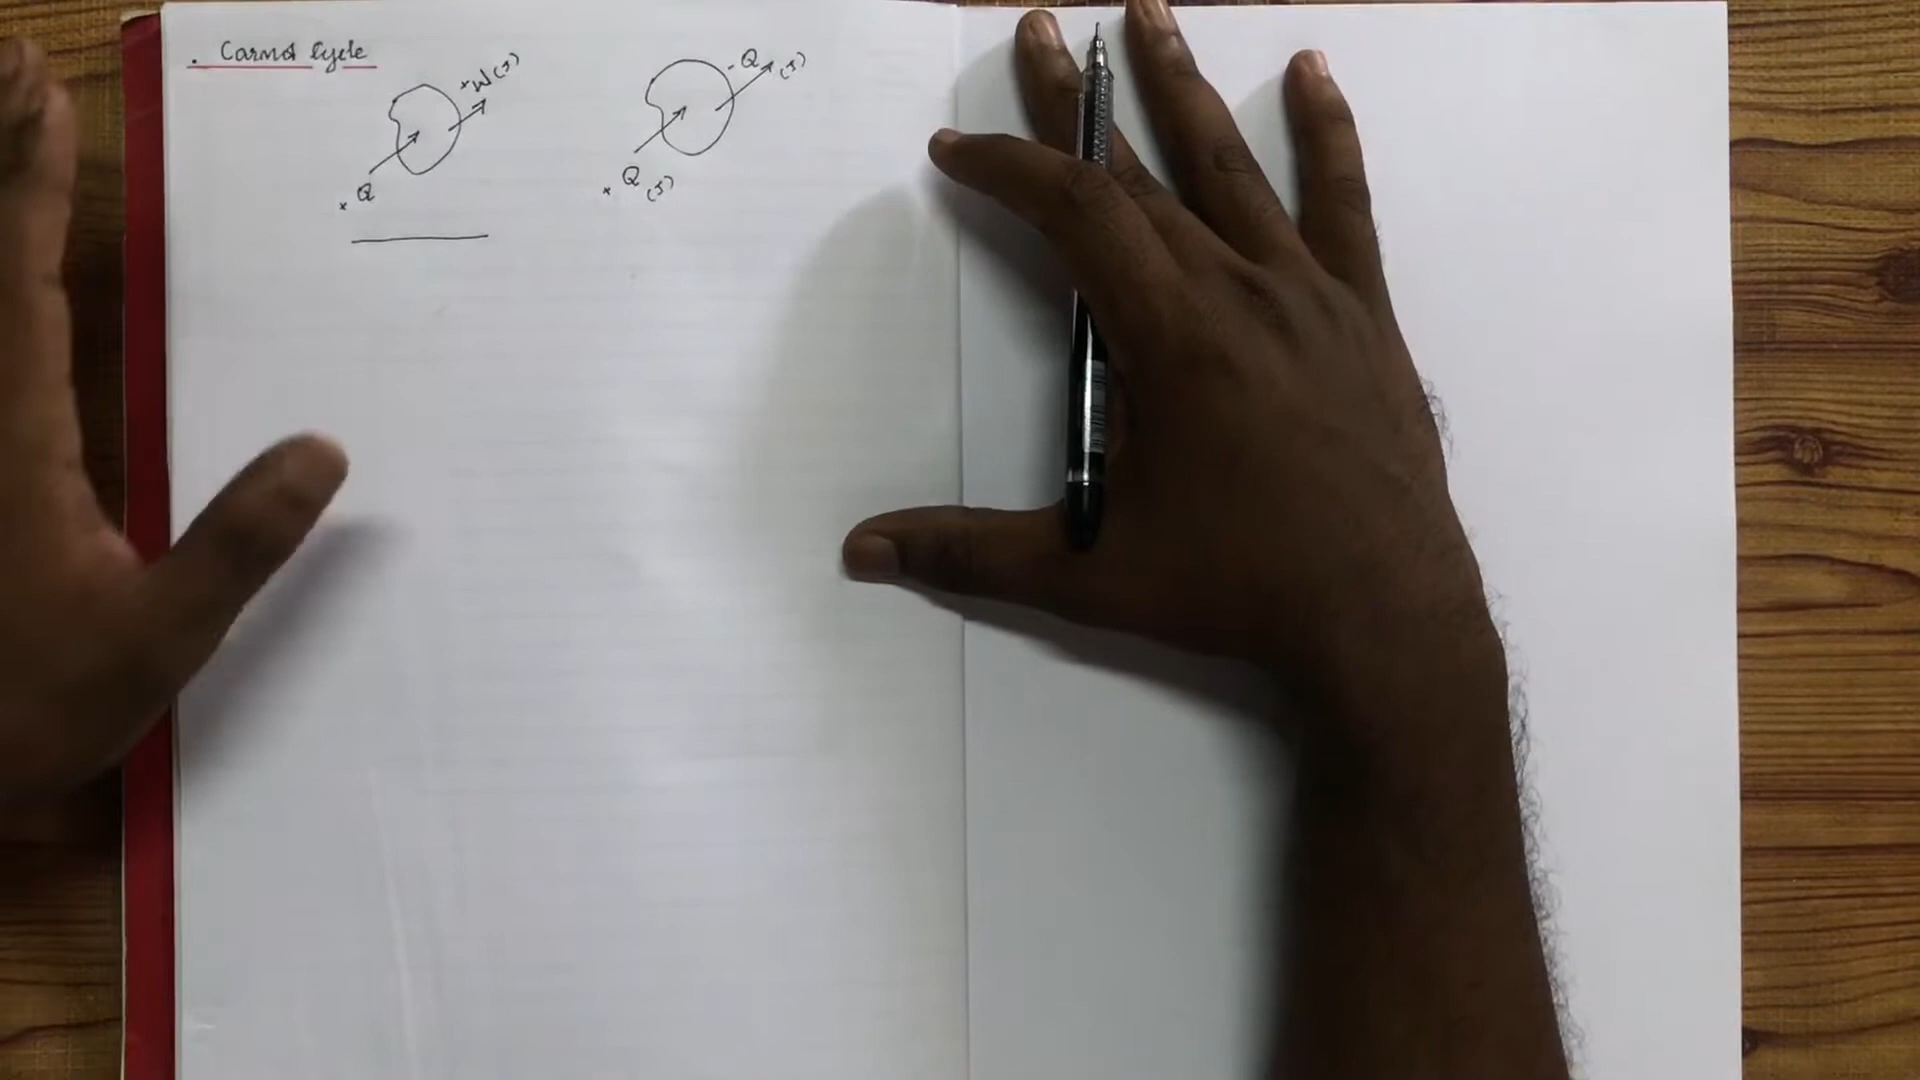 . Carnot Cycle
+W(J)
+Q
-Q (J)
+Q (J)